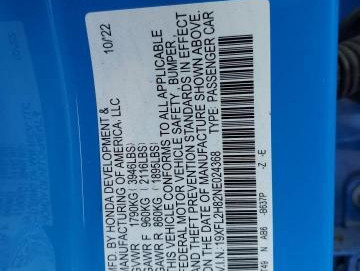 MFD. BY HONDA DEVELOPMENT &
MANUFACTURING OF AMERICA, LLC
10/22
GVWR 1790KG (3946LBS)
GAWR F 960KG (2116LBS)
GAWR R 860KG (1895LBS)
THIS VEHICLE CONFORMS TO ALL APPLICABLE
FEDERAL MOTOR VEHICLE SAFETY, BUMPER,
AND THEFT PREVENTION STANDARDS IN EFFECT
ON THE DATE OF MANUFACTURE SHOWN ABOVE.
V.I.N. 19XFL2H82NE024368 TYPE: PASSENGER CAR
N AB6 -B637P -Z -E